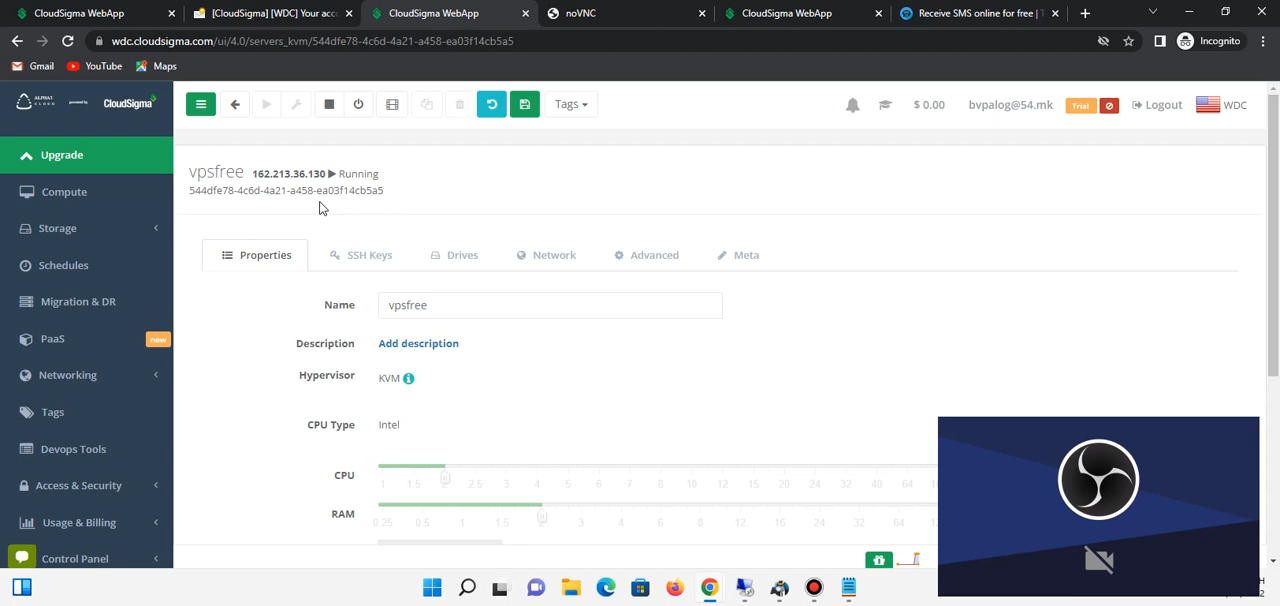 CloudSigma WebApp
[CloudSigma] [WDC] Your acc
CloudSigma WebApp
noVNC
CloudSigma WebApp
Receive SMS online for free | T
wdc.cloudsigma.com/ui/4.0/servers_kvm/544dfe78-4c6d-4a21-a458-ea03f14cb5a5
Incognito
Gmail
YouTube
Maps
ALPHA3 CLOUD
powered by
CloudSigma
Tags
$ 0.00
bvpalog@54.mk
Trial
Logout
WDC
Upgrade
Compute
Storage
Schedules
Migration & DR
PaaS
new
Networking
Tags
Devops Tools
Access & Security
Usage & Billing
Control Panel
vpsfree 162.213.36.130 Running
544dfe78-4c6d-4a21-a458-ea03f14cb5a5
Properties
SSH Keys
Drives
Network
Advanced
Meta
Name
vpsfree
Description
Add description
Hypervisor
KVM
CPU Type
Intel
CPU
1 1.5 2 2.5 3 4 5 6 7 8 10 12 15 20 24 32 40 64
RAM
0.25 0.5 1 1.5 2 3 4 6 8 12 16 24 32 64